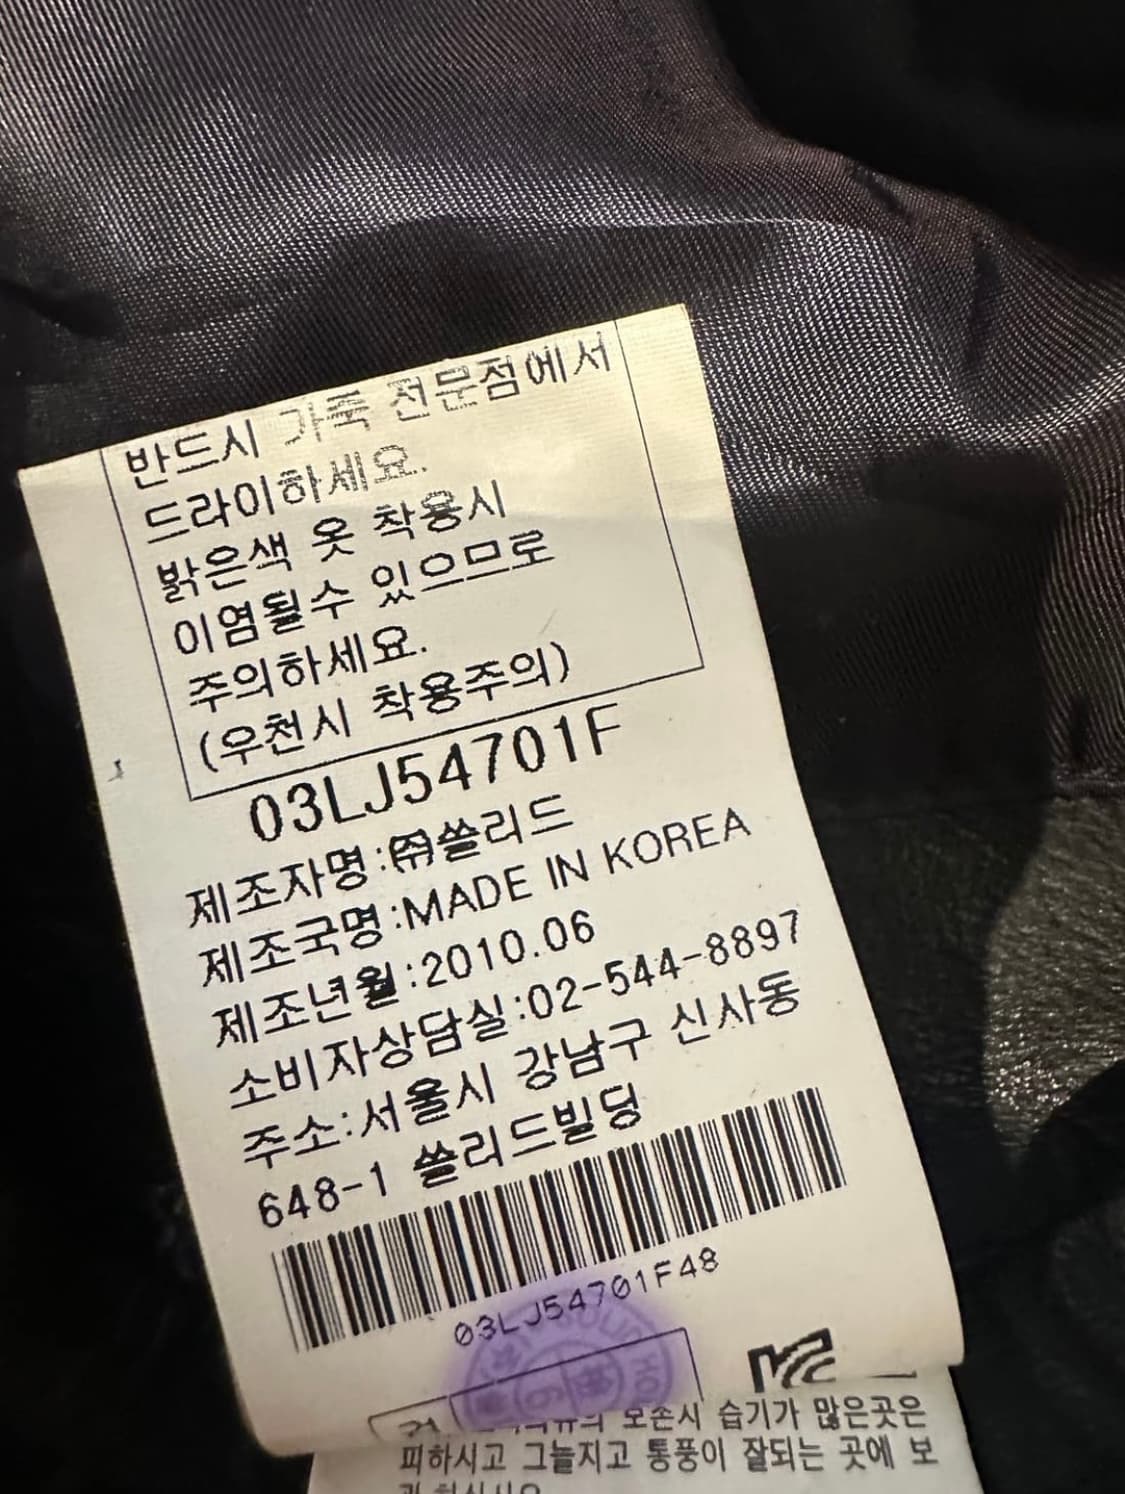 반드시 가죽 전문점에서
드라이하세요.
밝은색 옷 착용시
이염될수 있으므로
주의하세요.
(우천시 착용주의)
03LJ54701F
제조자명:㈜쏠리드
제조국명:MADE IN KOREA
제조년월:2010.06
소비자상담실:02-544-8897
주소:서울시 강남구 신사동
648-1 쏠리드빌딩
03LJ54701F48
보존시 습기가 많은곳은
피하시고 그늘지고 통풍이 잘되는 곳에 보